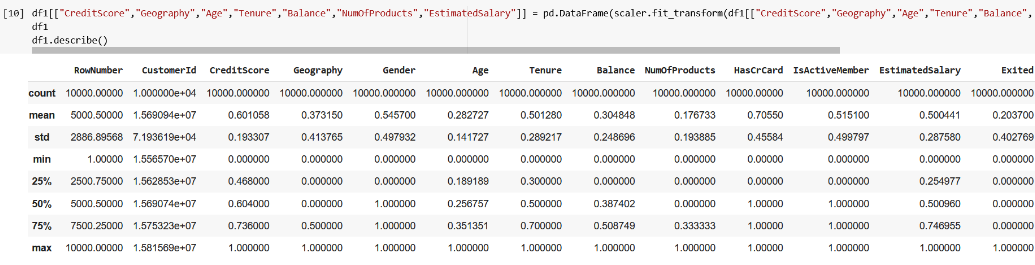 [10] df1[["CreditScore","Geography","Age","Tenure","Balance","NumOfProducts","EstimatedSalary"]] = pd.DataFrame(scaler.fit_transform(df1[["CreditScore","Geography","Age","Tenure","Balance",
df1
df1.describe()
RowNumber CustomerId CreditScore Geography Gender Age Tenure Balance NumOfProducts HasCrCard IsActiveMember EstimatedSalary Exited
count 10000.00000 1.000000e+04 10000.000000 10000.000000 10000.000000 10000.000000 10000.000000 10000.000000 10000.000000 10000.00000 10000.000000 10000.000000 10000.000000
mean 5000.50000 1.569094e+07 0.601058 0.373150 0.545700 0.282727 0.501280 0.304848 0.176733 0.70550 0.515100 0.500441 0.203700
std 2886.89568 7.193619e+04 0.193307 0.413765 0.497932 0.141727 0.289217 0.248696 0.193885 0.45584 0.499797 0.287580 0.402769
min 1.00000 1.556570e+07 0.000000 0.000000 0.000000 0.000000 0.000000 0.000000 0.000000 0.00000 0.000000 0.000000 0.000000
25% 2500.75000 1.562853e+07 0.468000 0.000000 0.000000 0.189189 0.300000 0.000000 0.000000 0.00000 0.000000 0.254977 0.000000
50% 5000.50000 1.569074e+07 0.604000 0.000000 1.000000 0.256757 0.500000 0.387402 0.000000 1.00000 1.000000 0.500960 0.000000
75% 7500.25000 1.575323e+07 0.736000 0.500000 1.000000 0.351351 0.700000 0.508749 0.333333 1.00000 1.000000 0.746955 0.000000
max 10000.00000 1.581569e+07 1.000000 1.000000 1.000000 1.000000 1.000000 1.000000 1.000000 1.00000 1.000000 1.000000 1.000000